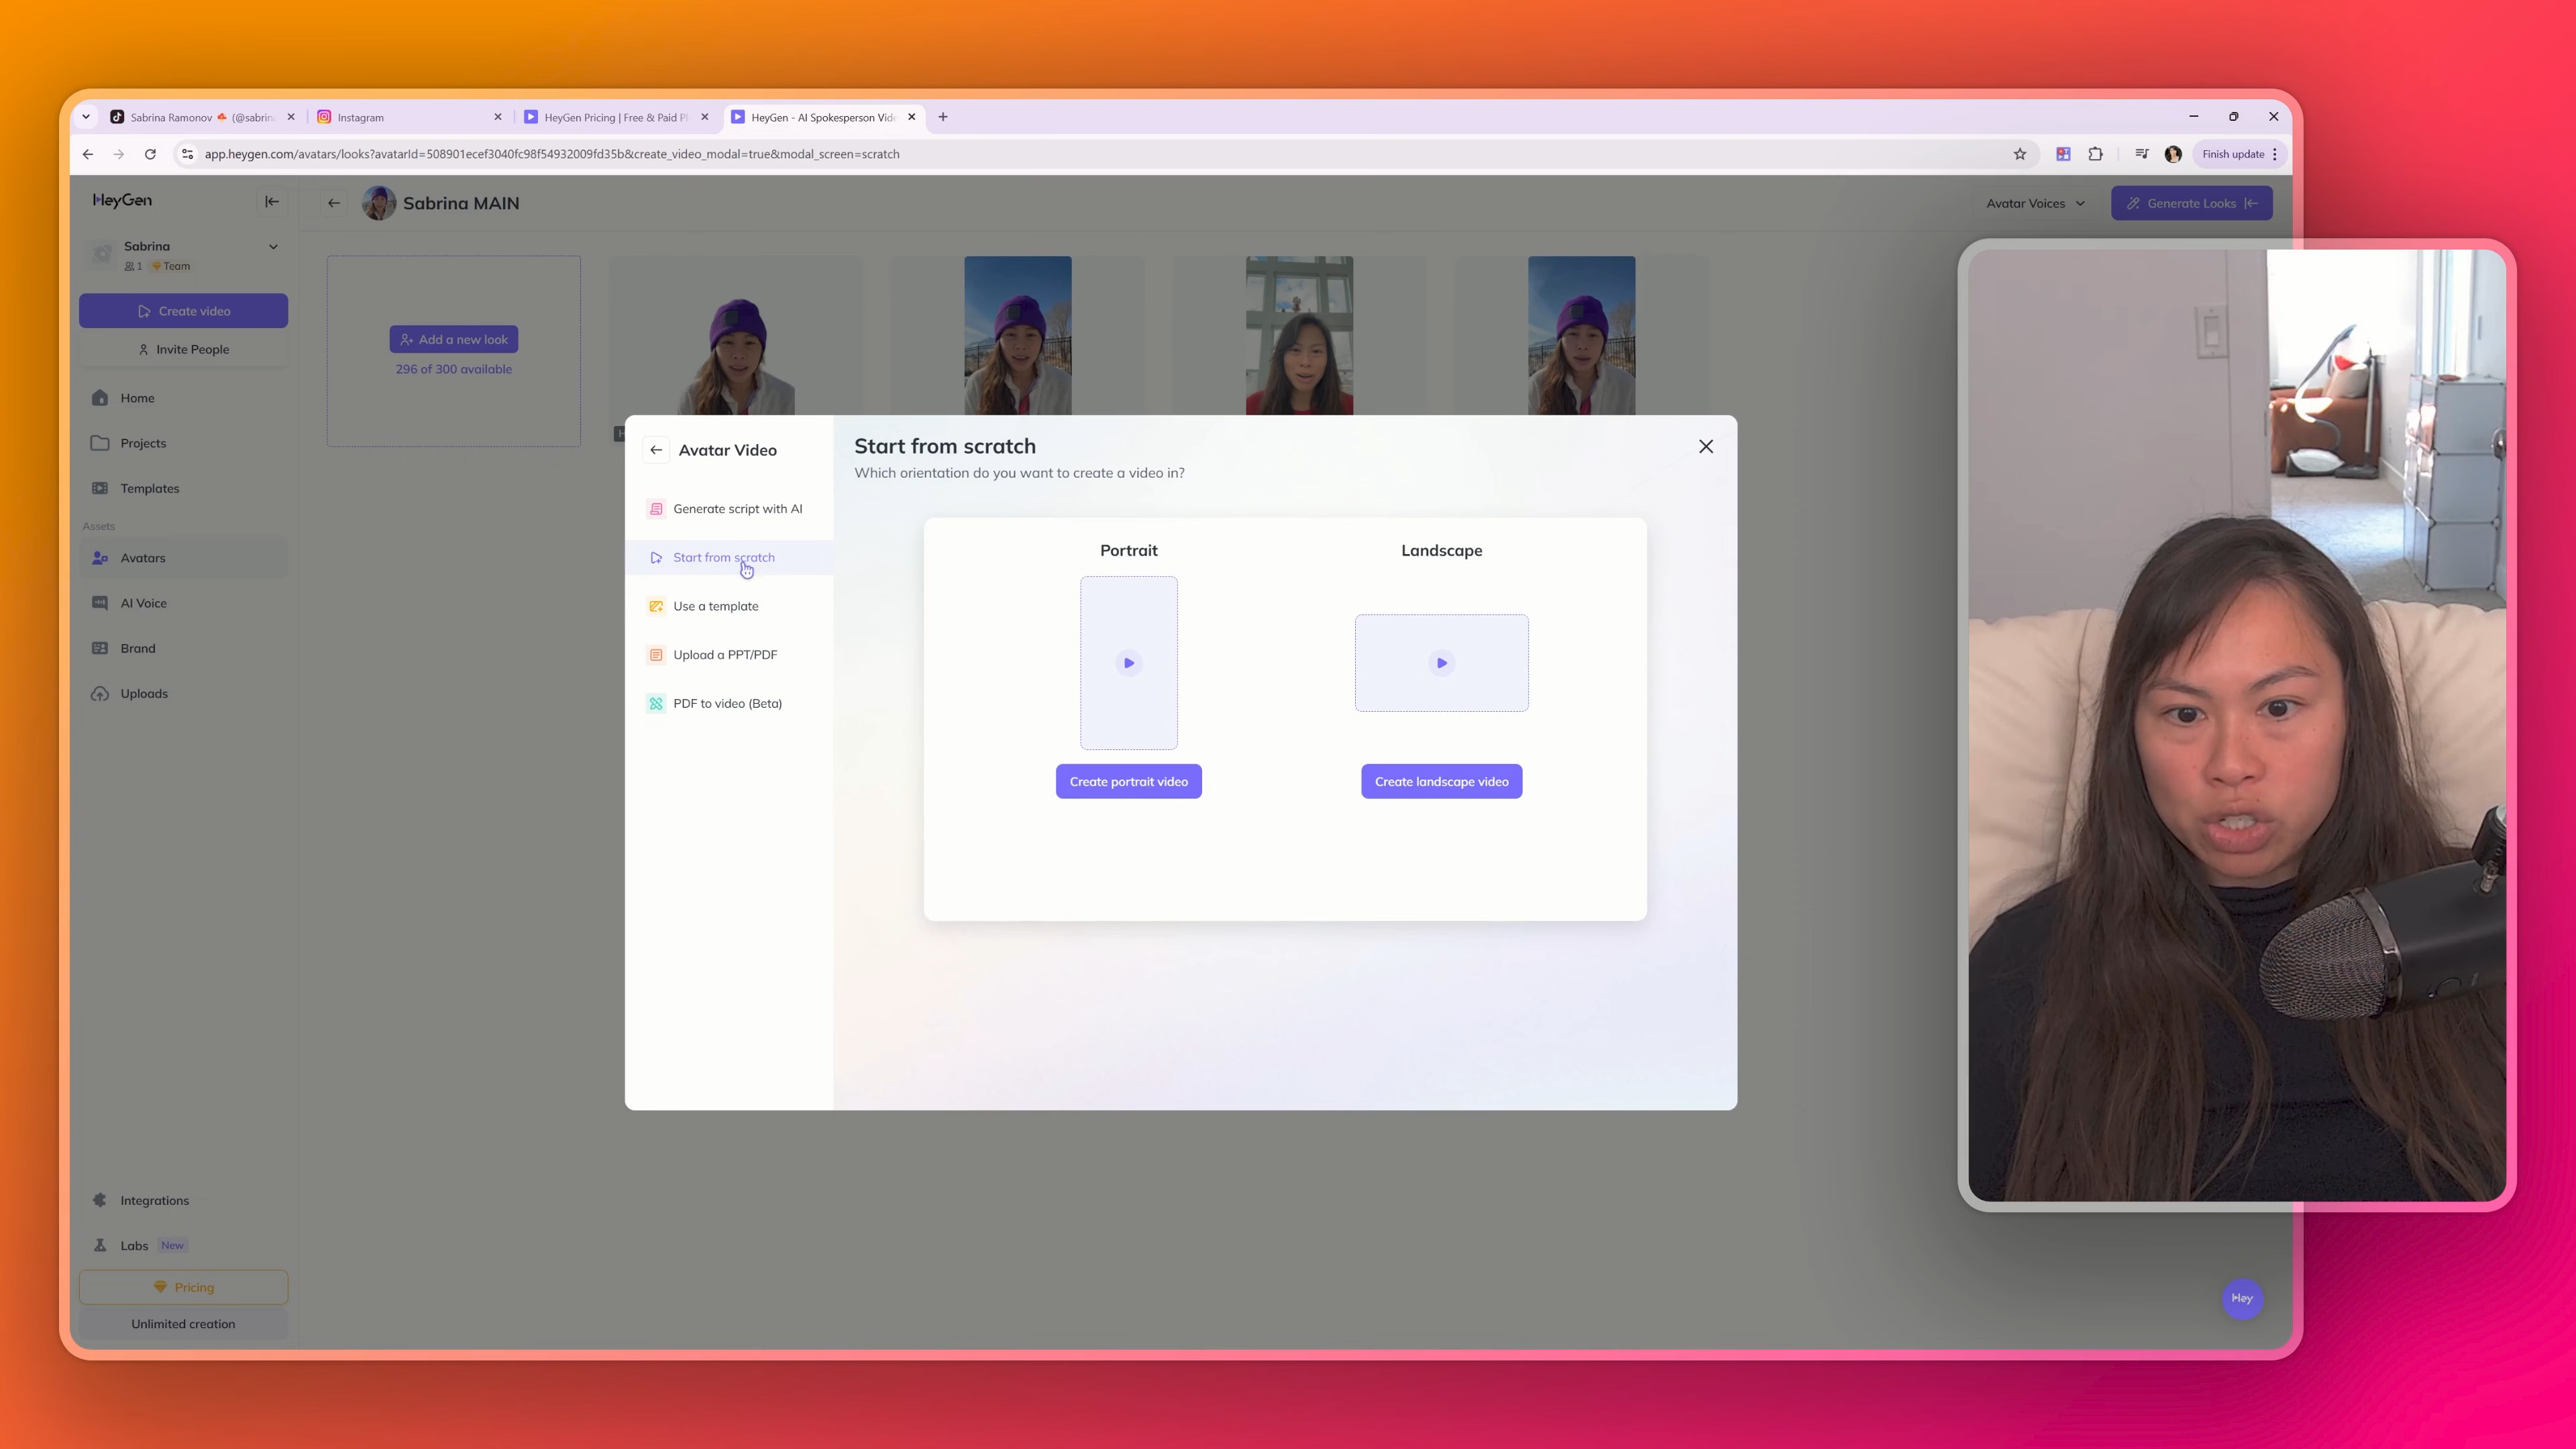 Sabrina Ramonov (@sabrin
Instagram
HeyGen Pricing | Free & Paid Pl
HeyGen - AI Spokesperson Vide
app.heygen.com/avatars/looks?avatarId=508901ecef3040fc98f54932009fd35b&create_video_modal=true&modal_screen=scratch
Finish update
HeyGen
Sabrina MAIN
Avatar Voices
Generate Looks
Sabrina
1 Team
Create video
Invite People
Home
Projects
Templates
Assets
Avatars
AI Voice
Brand
Uploads
Integrations
Labs New
Pricing
Unlimited creation
Add a new look
296 of 300 available
Avatar Video
Generate script with AI
Start from scratch
Use a template
Upload a PPT/PDF
PDF to video (Beta)
Start from scratch
Which orientation do you want to create a video in?
Portrait
Landscape
Create portrait video
Create landscape video
Hey